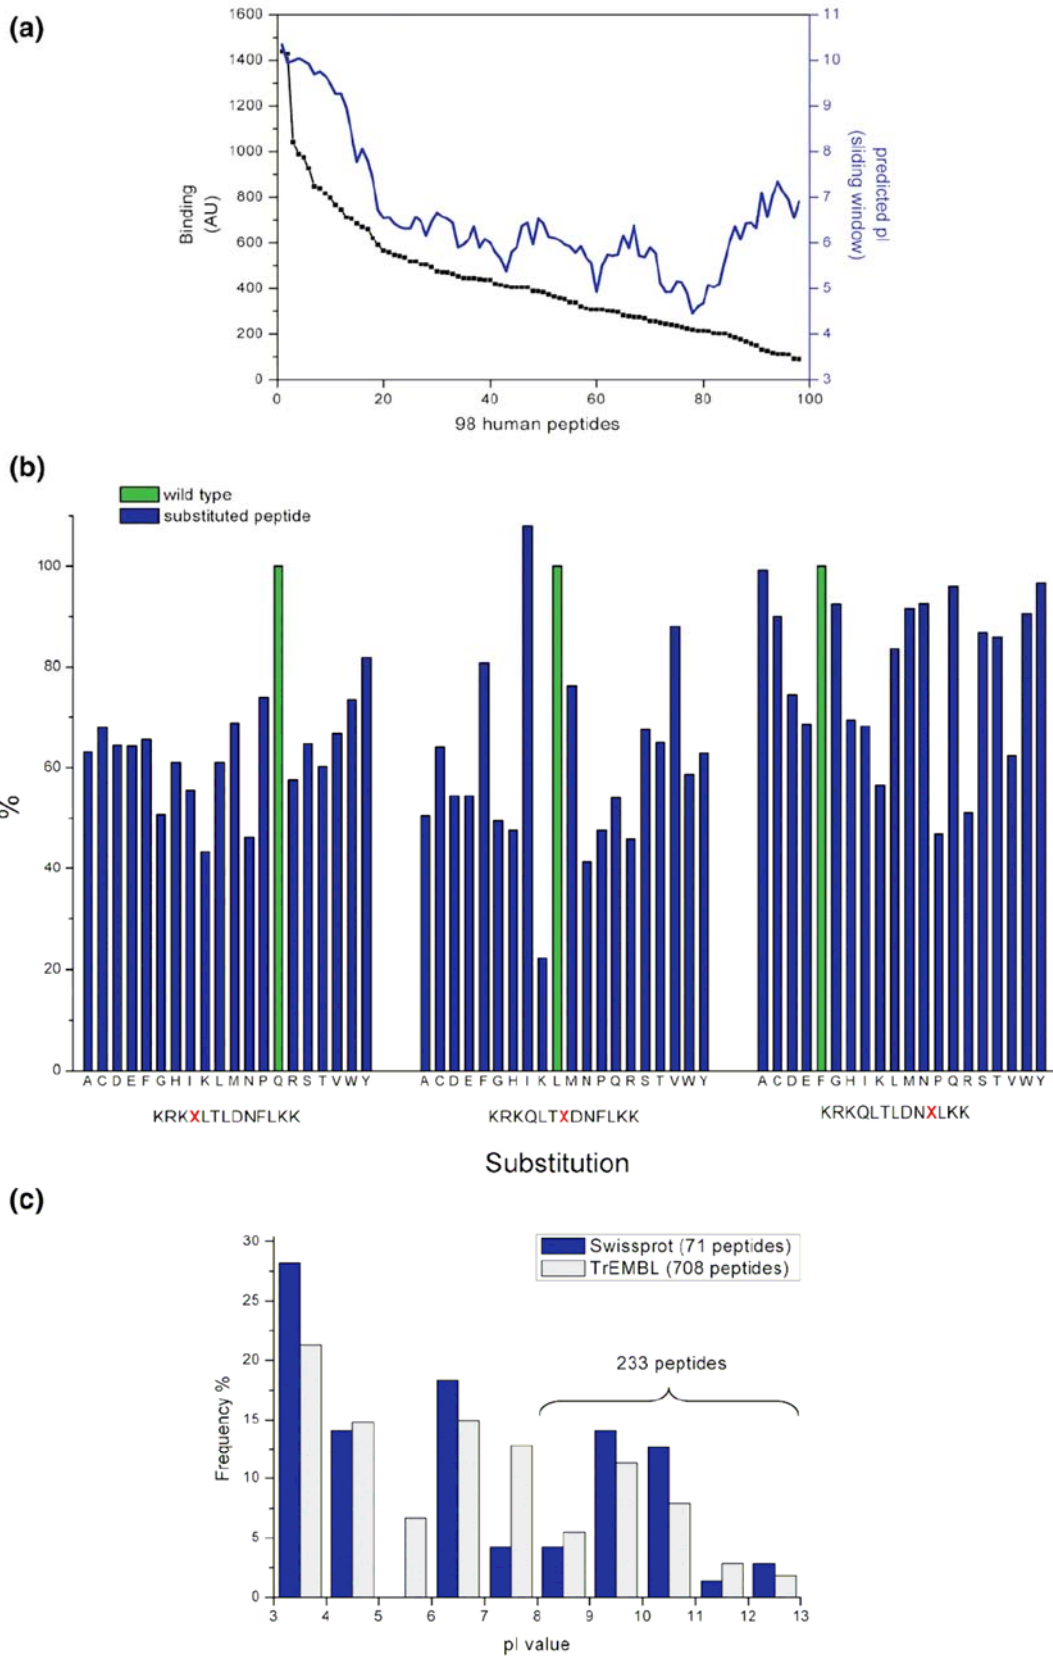 (a)
1600
1400
1200
1000
800
600
400
200
0
Binding
(AU)
11
10
9
8
7
6
5
4
3
predicted pI
(sliding window)
0 20 40 60 80 100
98 human peptides
(b)
wild type
substituted peptide
100
80
60
40
20
0
%
A C D E F G H I K L M N P Q R S T V W Y
A C D E F G H I K L M N P Q R S T V W Y
A C D E F G H I K L M N P Q R S T V W Y
KRKXLTLDNFLKK
KRKQLTXDNFLKK
KRKQLTLDNXLKK
Substitution
(c)
Swissprot (71 peptides)
TrEMBL (708 peptides)
30
25
20
15
10
5
0
Frequency %
233 peptides
3 4 5 6 7 8 9 10 11 12 13
pI value